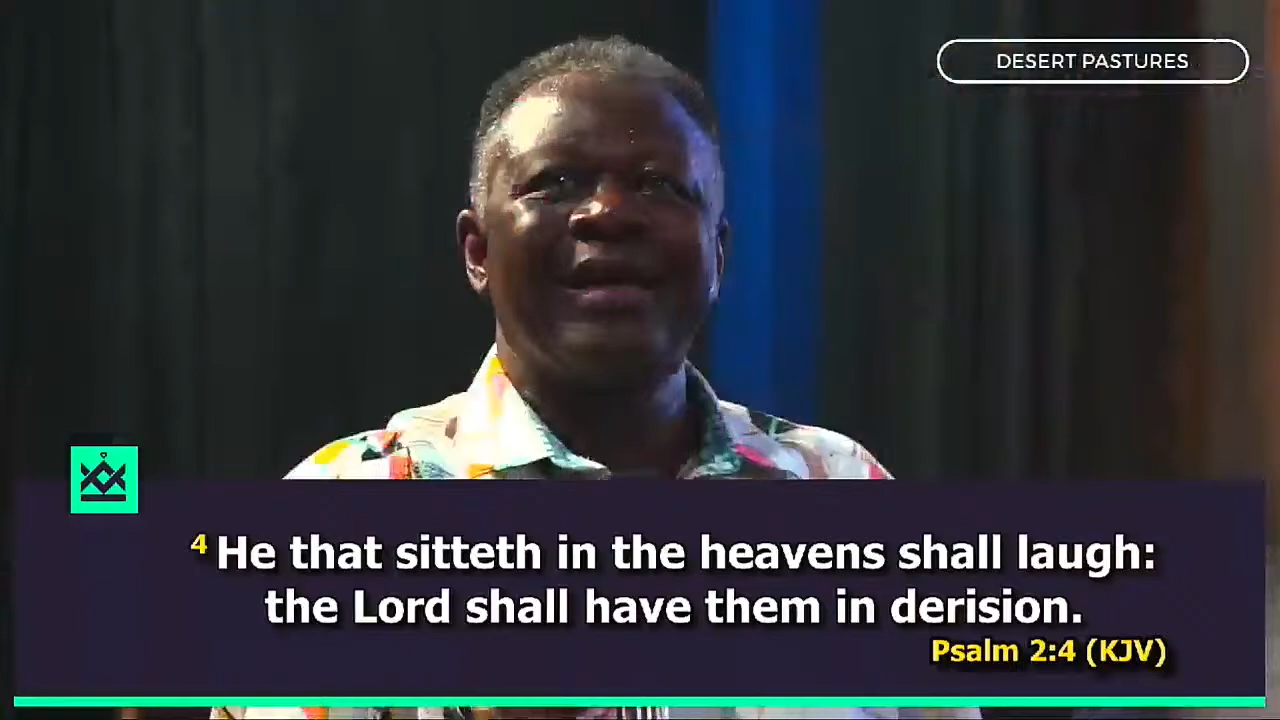 DESERT PASTURES
4 He that sitteth in the heavens shall laugh:
the Lord shall have them in derision.
Psalm 2:4 (KJV)